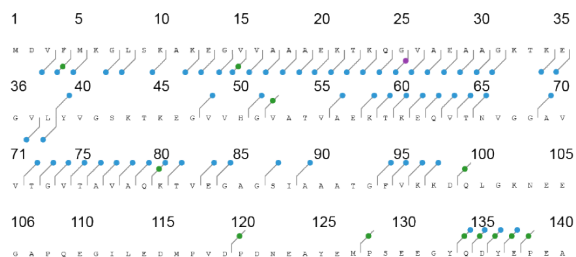 1 5 10 15 20 25 30 35
M D V F M K G L S K A K E G V V A A A E K T K Q G V A E A A G K T K E
36 40 45 50 55 60 65 70
G V L Y V G S K T K E G V V H G V A T V A E K T K E Q V T N V G G A V
71 75 80 85 90 95 100 105
V T G V T A V A Q K T V E G A G S I A A A T G F V K K D Q L G K N E E
106 110 115 120 125 130 135 140
G A P Q E G I L E D M P V D P D N E A Y E M P S E E G Y Q D Y E P E A